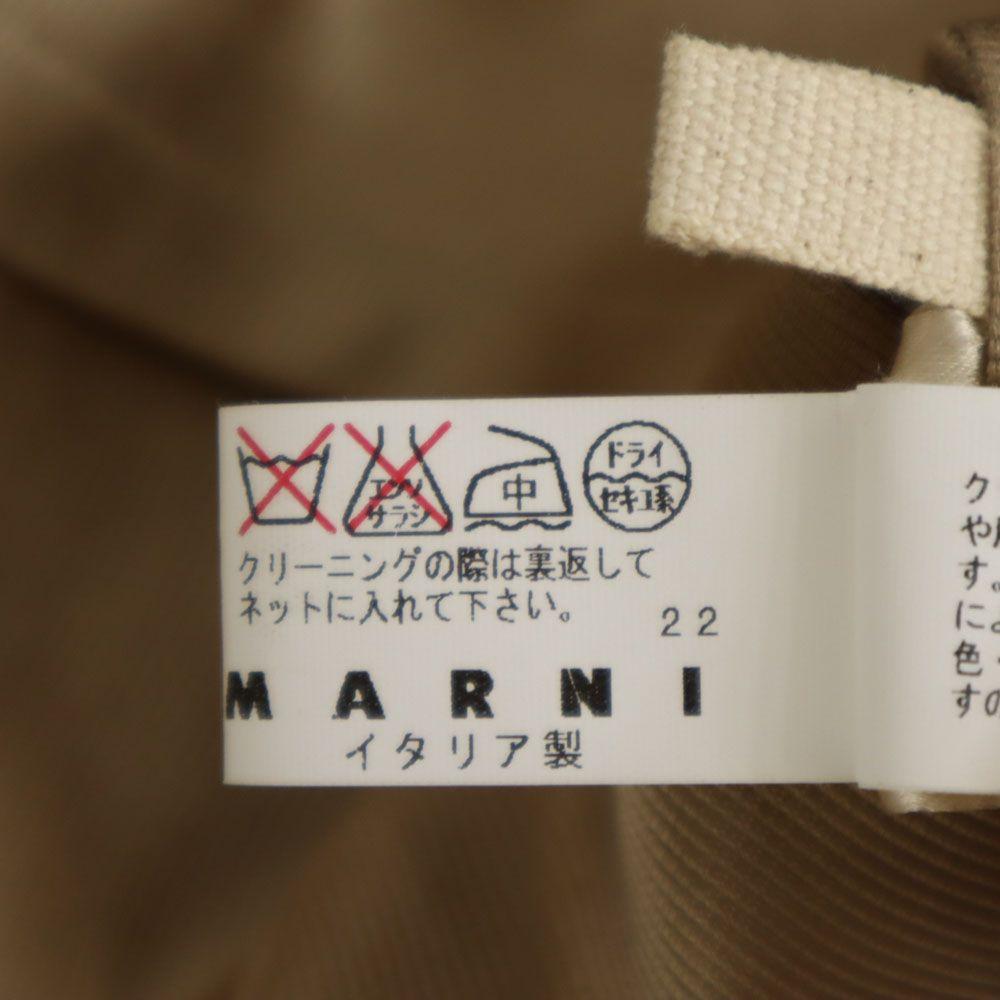 エンソ
サラシ
中
ドライ
セキユ系
クリーニングの際は裏返して
ネットに入れて下さい。
22
MARNI
イタリア製
ク
や
す。
に
色・
すの